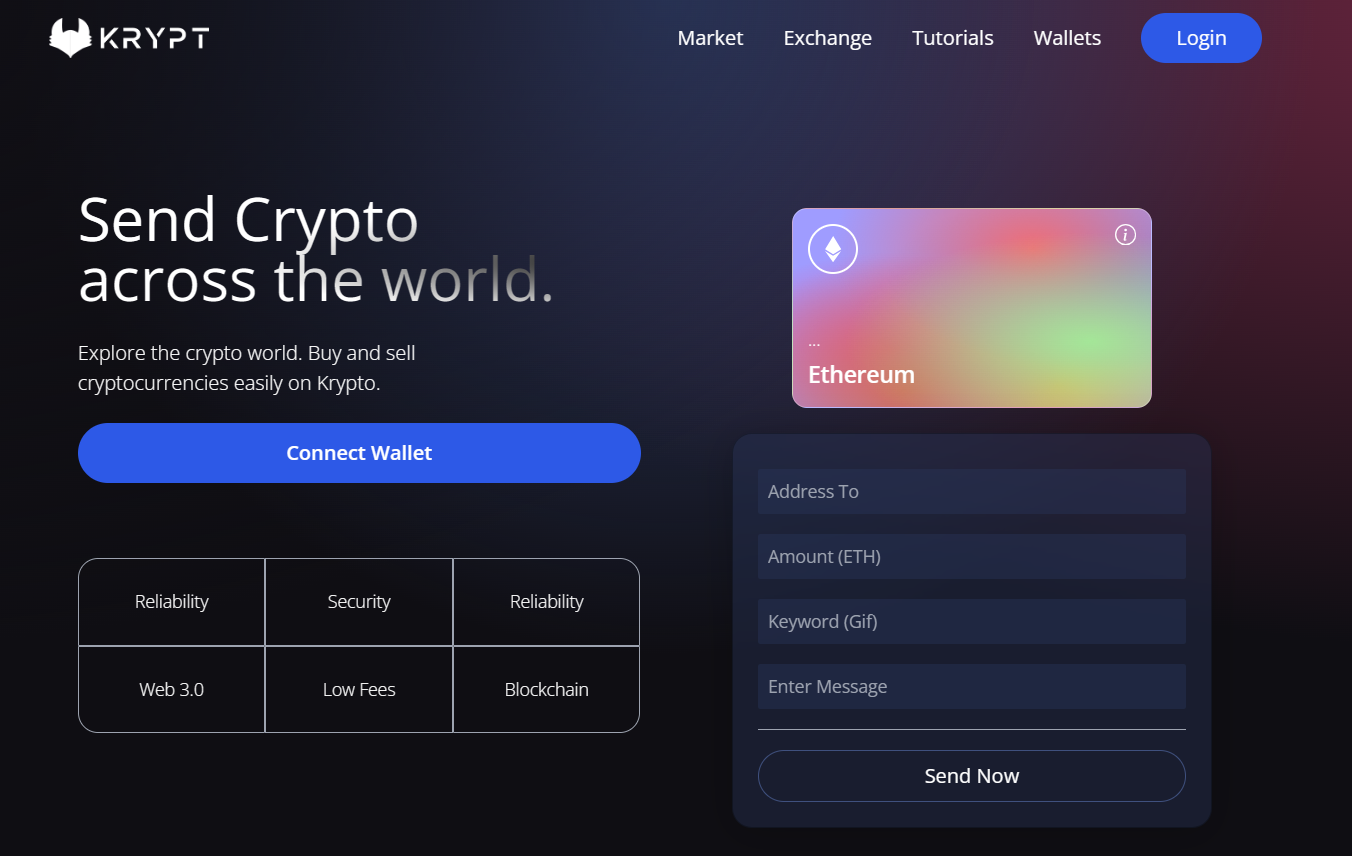 KRYPT
Market Exchange Tutorials Wallets Login
Send Crypto
across the world.
Explore the crypto world. Buy and sell
cryptocurrencies easily on Krypto.
Connect Wallet
Reliability Security Reliability
Web 3.0 Low Fees Blockchain
i
...
Ethereum
Address To
Amount (ETH)
Keyword (Gif)
Enter Message
Send Now